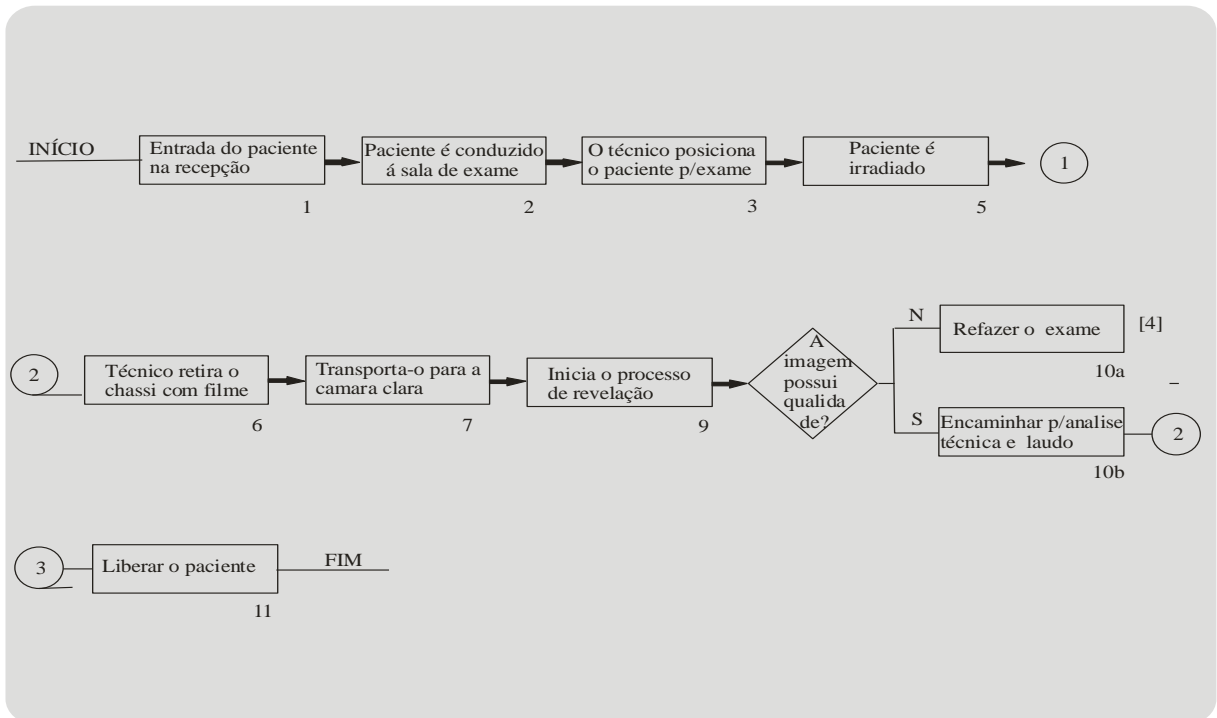 INÍCIO
Entrada do paciente
na recepção
1
Paciente é conduzido
á sala de exame
2
O técnico posiciona
o paciente p/exame
3
Paciente é
irradiado
5
1
2
Técnico retira o
chassi com filme
6
Transporta-o para a
camara clara
7
Inicia o processo
de revelação
9
A
imagem
possui
qualida
de?
N
Refazer o exame
[4]
10a
–
S
Encaminhar p/analise
técnica e laudo
10b
2
3
Liberar o paciente
11
FIM